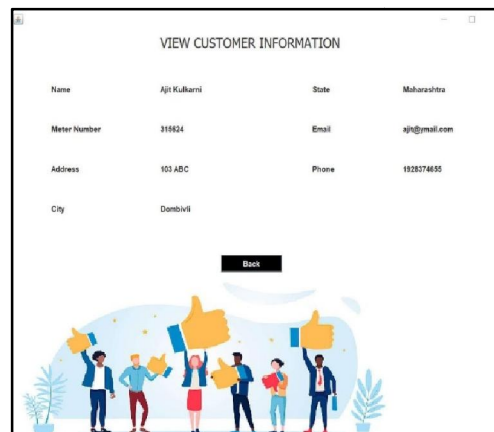 VIEW CUSTOMER INFORMATION
Name Ajit Kulkarni State Maharashtra
Meter Number 315624 Email ajit@ymail.com
Address 103 ABC Phone 1928374655
City Dombivli
Back